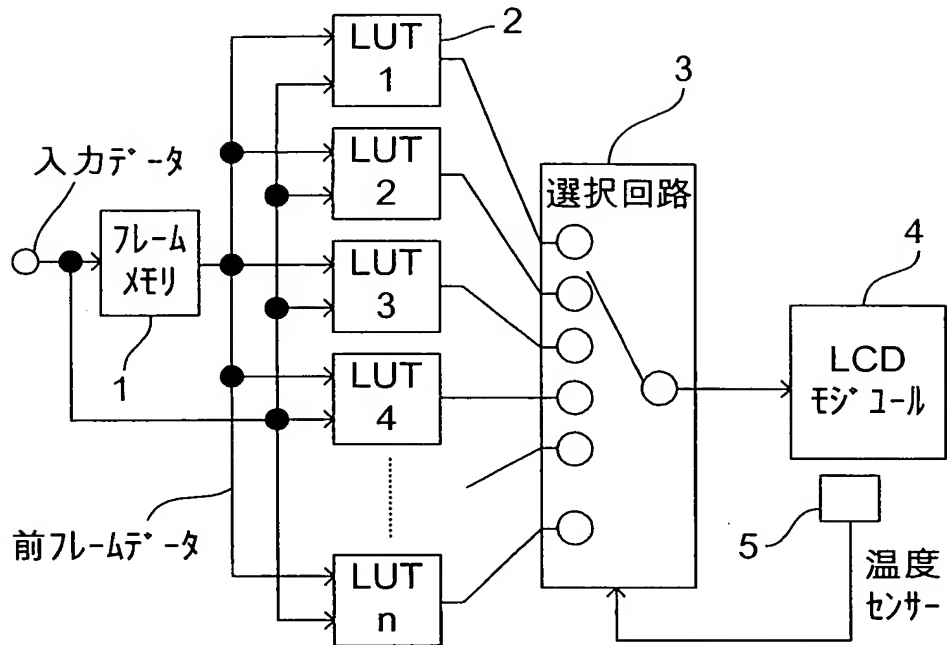 LUT
1
2
LUT
2
入力データ
フレーム
メモリ
1
LUT
3
LUT
4
前フレームデータ
LUT
n
3
選択回路
4
LCD
モジュール
5
温度
センサー